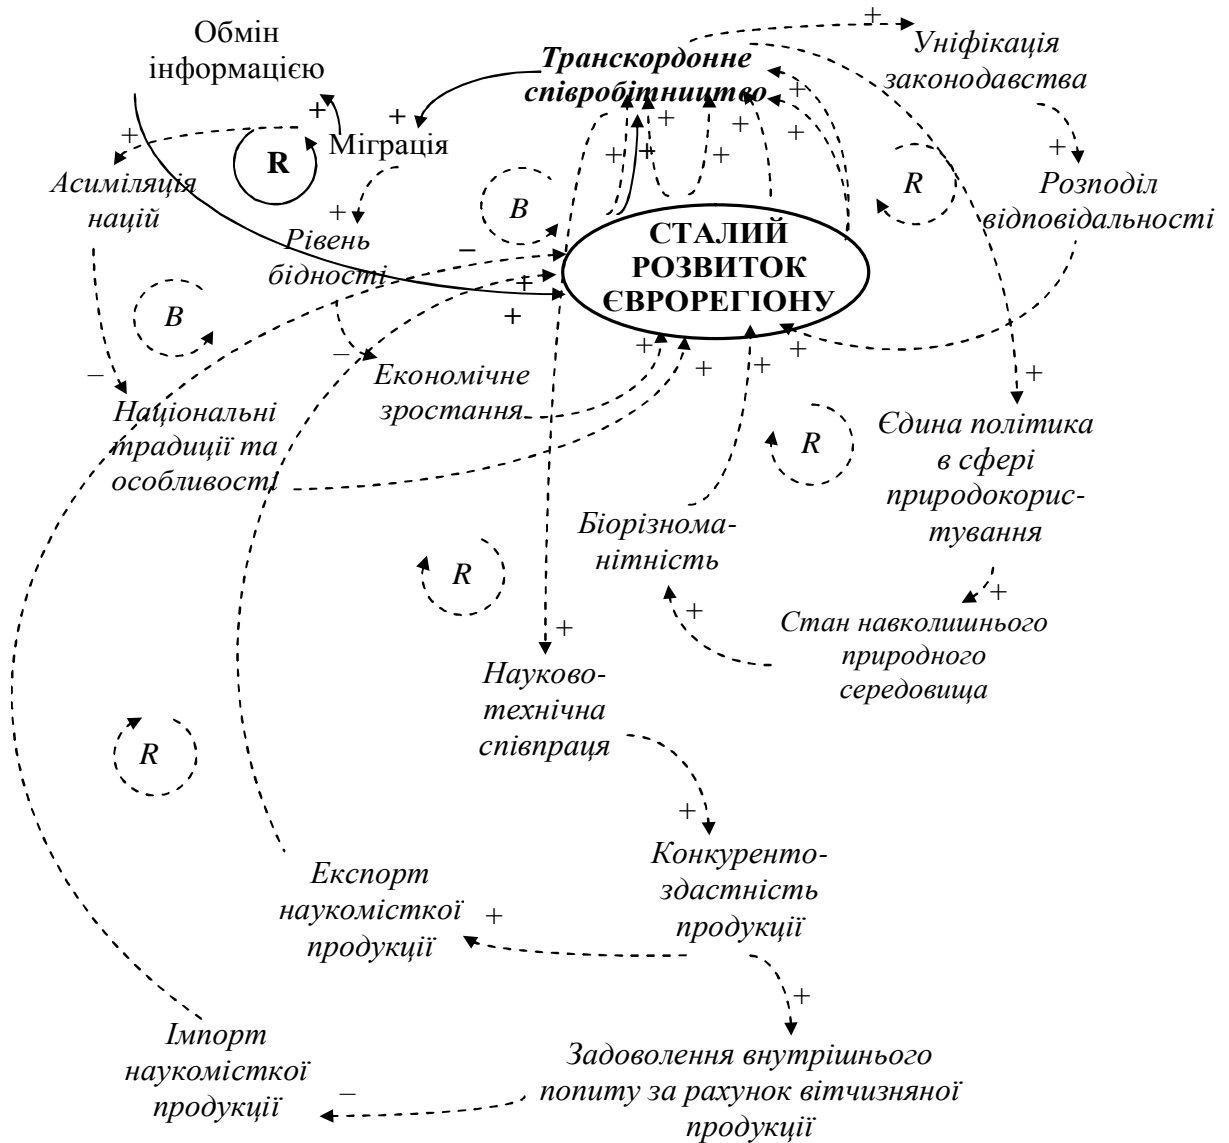 Обмін
інформацією
Транскордонне
співробітництво
Уніфікація
законодавства
+
+
+
+
+
+
+
+
+
+
+
+
+
+
R
Міграція
Асиміляція
націй
B
R
Розподіл
відповідальності
+
Рівень
бідності
–
СТАЛИЙ
РОЗВИТОК
ЄВРОРЕГІОНУ
B
+
+
–
–
Економічне
зростання
+
+
+
+
+
Національні
традиції та
особливості
R
Єдина політика
в сфері
природокорис-
тування
Біорізнома-
нітність
R
+
+
+
Стан навколишнього
природного
середовища
Науково-
технічна
співпраця
R
+
Конкуренто-
здастність
продукції
Експорт
наукомісткої
продукції
+
+
Імпорт
наукомісткої
продукції
–
Задоволення внутрішнього
попиту за рахунок вітчизняної
продукції